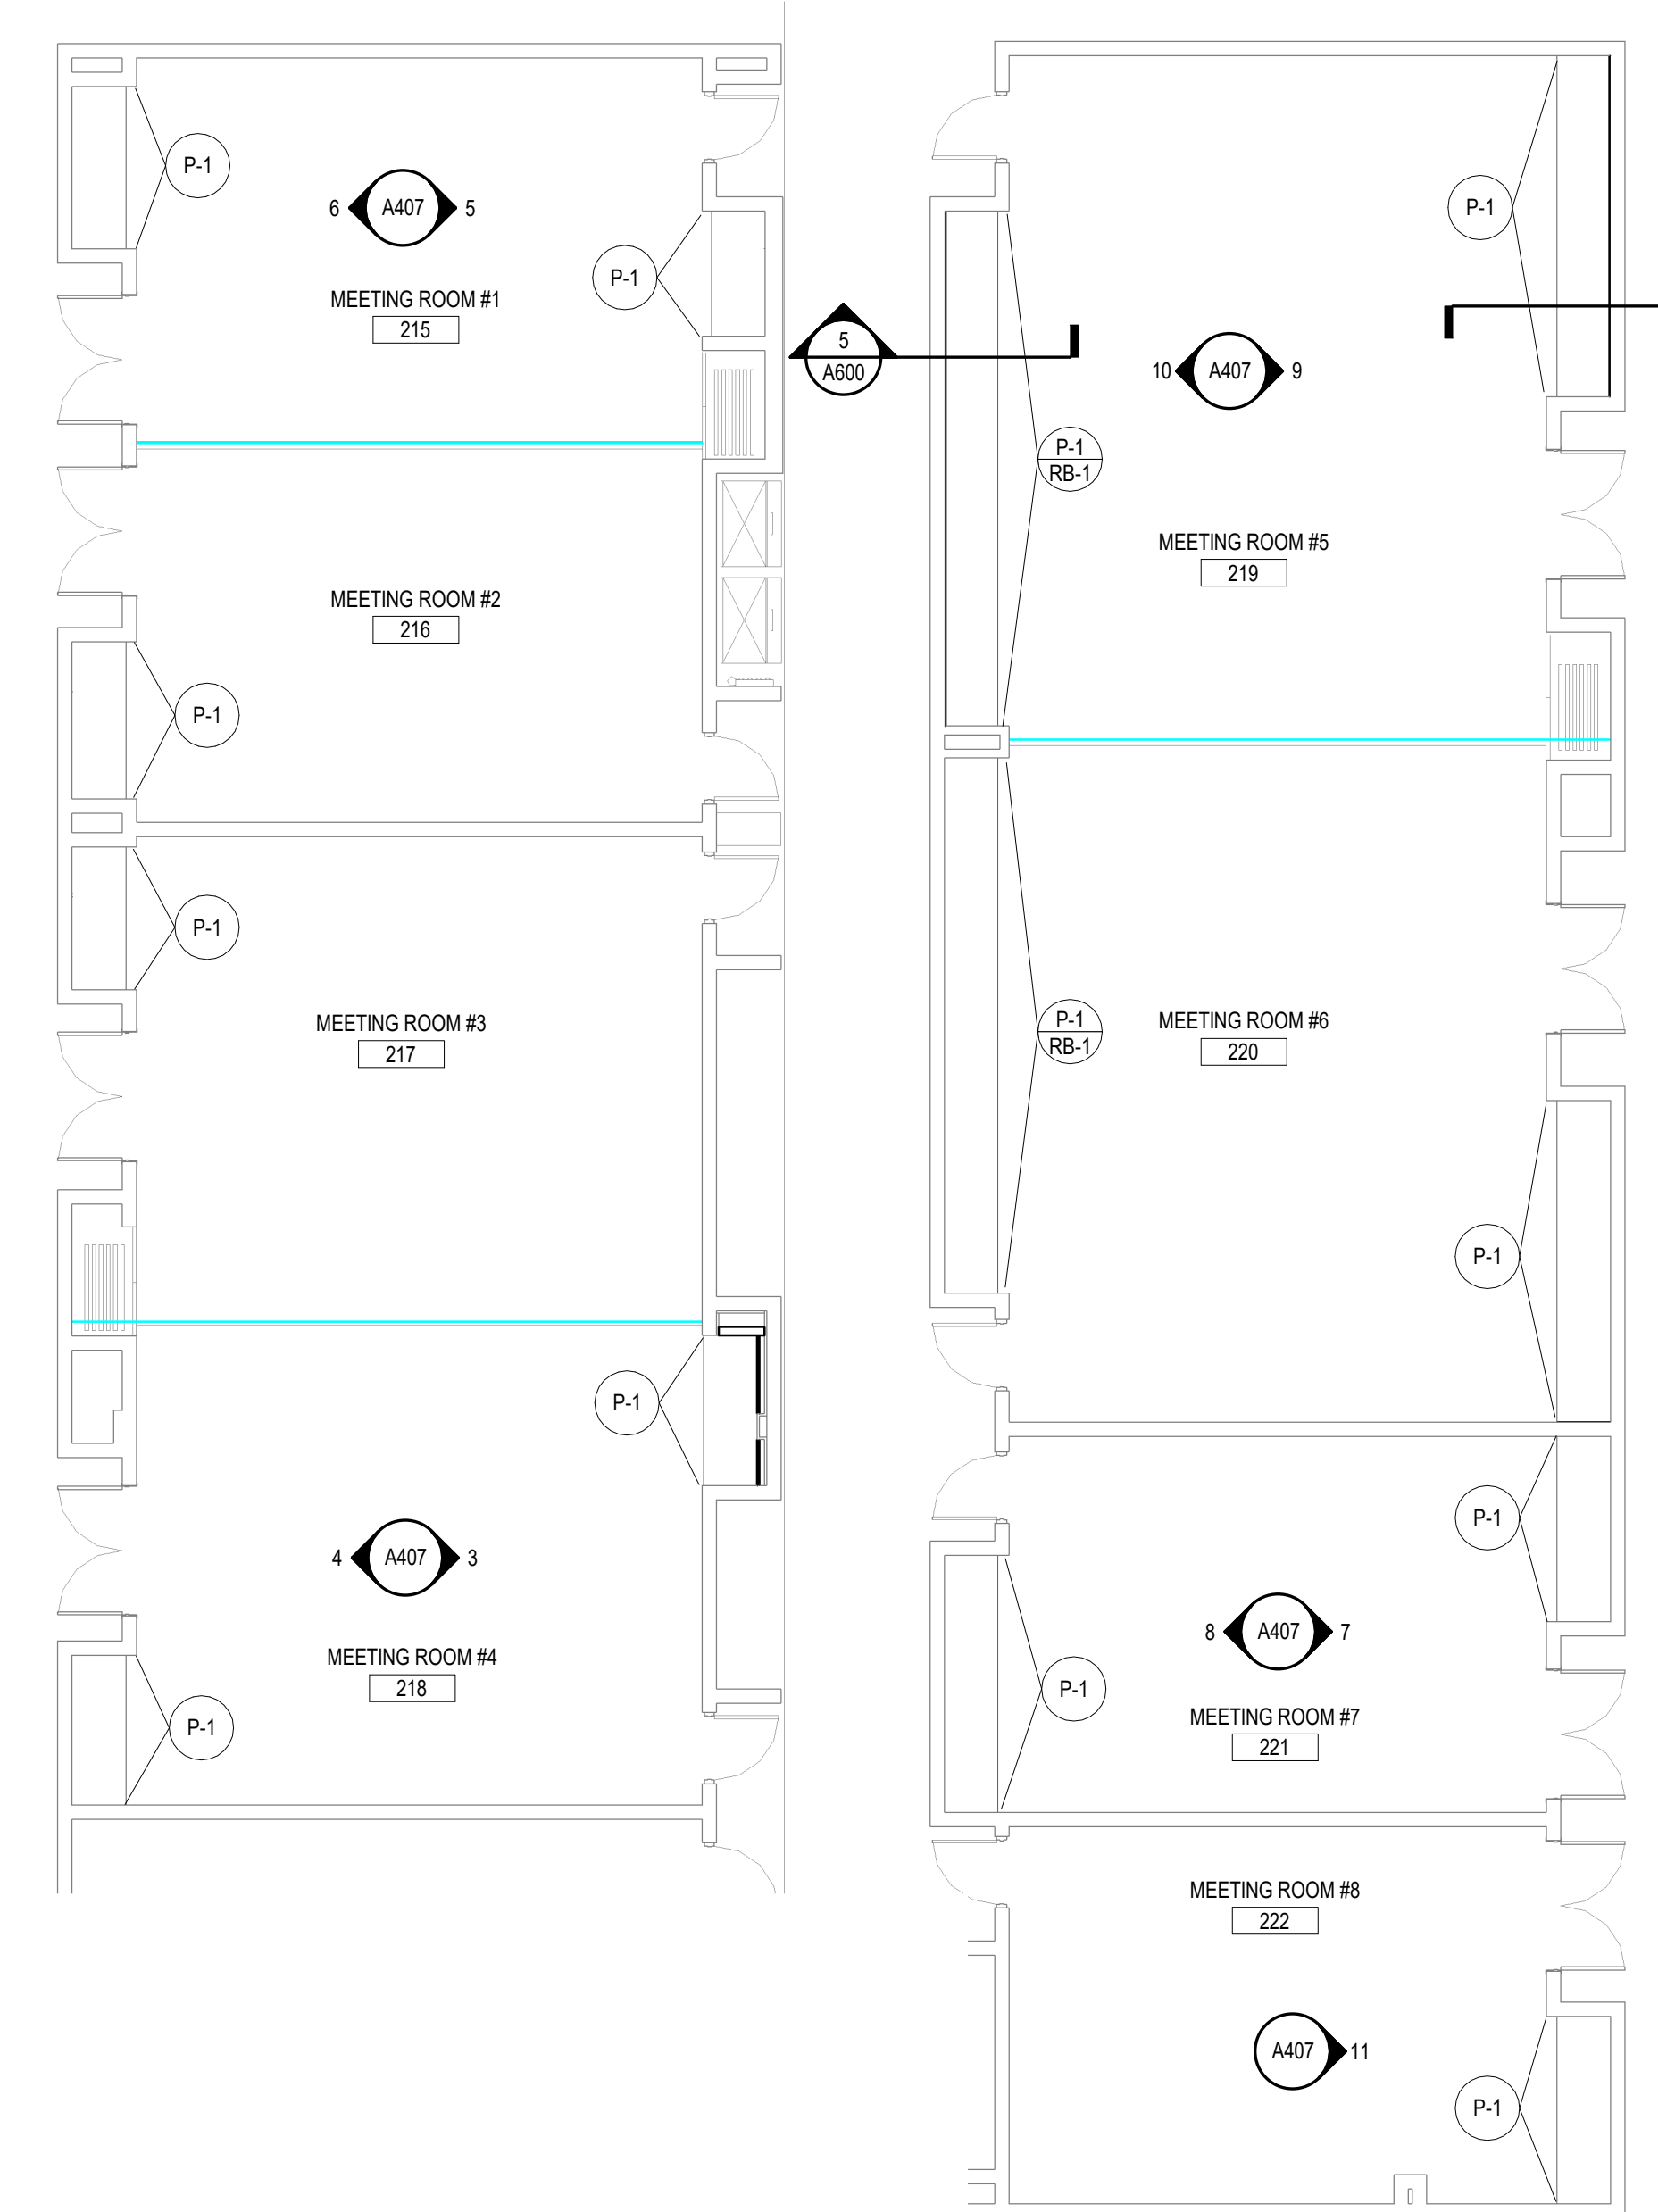 P-1
6
A407
5
P-1
MEETING ROOM #1
215
MEETING ROOM #2
216
P-1
P-1
MEETING ROOM #3
217
P-1
4
A407
3
MEETING ROOM #4
218
P-1
5
A600
P-1
10
A407
9
P-1
RB-1
MEETING ROOM #5
219
P-1
RB-1
MEETING ROOM #6
220
P-1
P-1
8
A407
7
P-1
MEETING ROOM #7
221
MEETING ROOM #8
222
A407
11
P-1